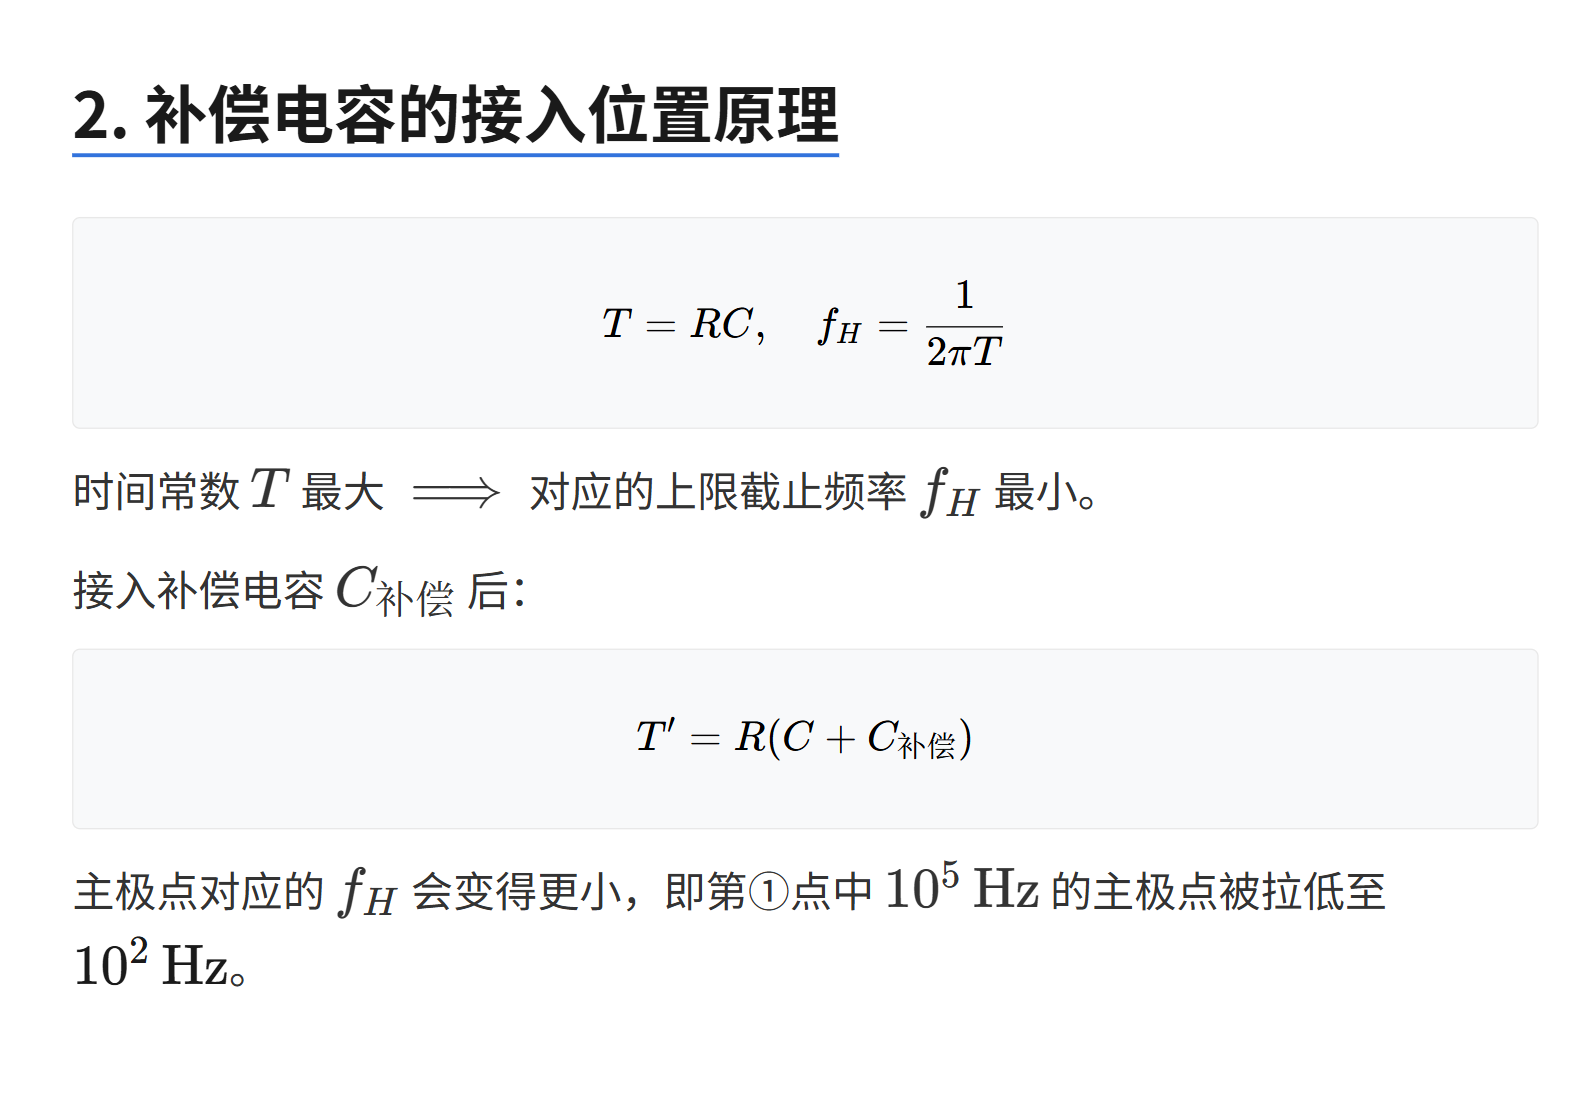 2. 补偿电容的接入位置原理
T = RC,  f_H = \frac{1}{2πT}
时间常数 T 最大 ⟹ 对应的上限截止频率 f_H 最小。
接入补偿电容 C_补偿 后：
T′ = R(C + C_补偿)
主极点对应的 f_H 会变得更小，即第①点中 10^5 Hz 的主极点被拉低至
10^2 Hz。